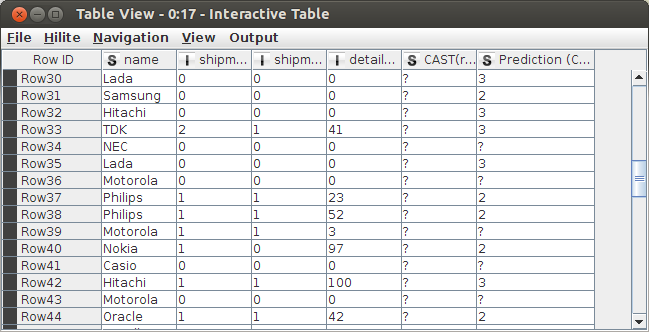 Table View - 0:17 - Interactive Table
File Hilite Navigation View Output
Row ID S name I shipm... I shipm... I detail... S CAST(r... S Prediction (C...
Row30 Lada 0 0 0 ? 3
Row31 Samsung 0 0 0 ? 2
Row32 Hitachi 0 0 0 ? 3
Row33 TDK 2 1 41 ? 3
Row34 NEC 0 0 0 ? ?
Row35 Lada 0 0 0 ? 3
Row36 Motorola 0 0 0 ? ?
Row37 Philips 1 1 23 ? 2
Row38 Philips 1 1 52 ? 2
Row39 Motorola 1 1 3 ? ?
Row40 Nokia 1 0 97 ? 2
Row41 Casio 0 0 0 ? ?
Row42 Hitachi 1 1 100 ? 3
Row43 Motorola 0 0 0 ? ?
Row44 Oracle 1 1 42 ? 2